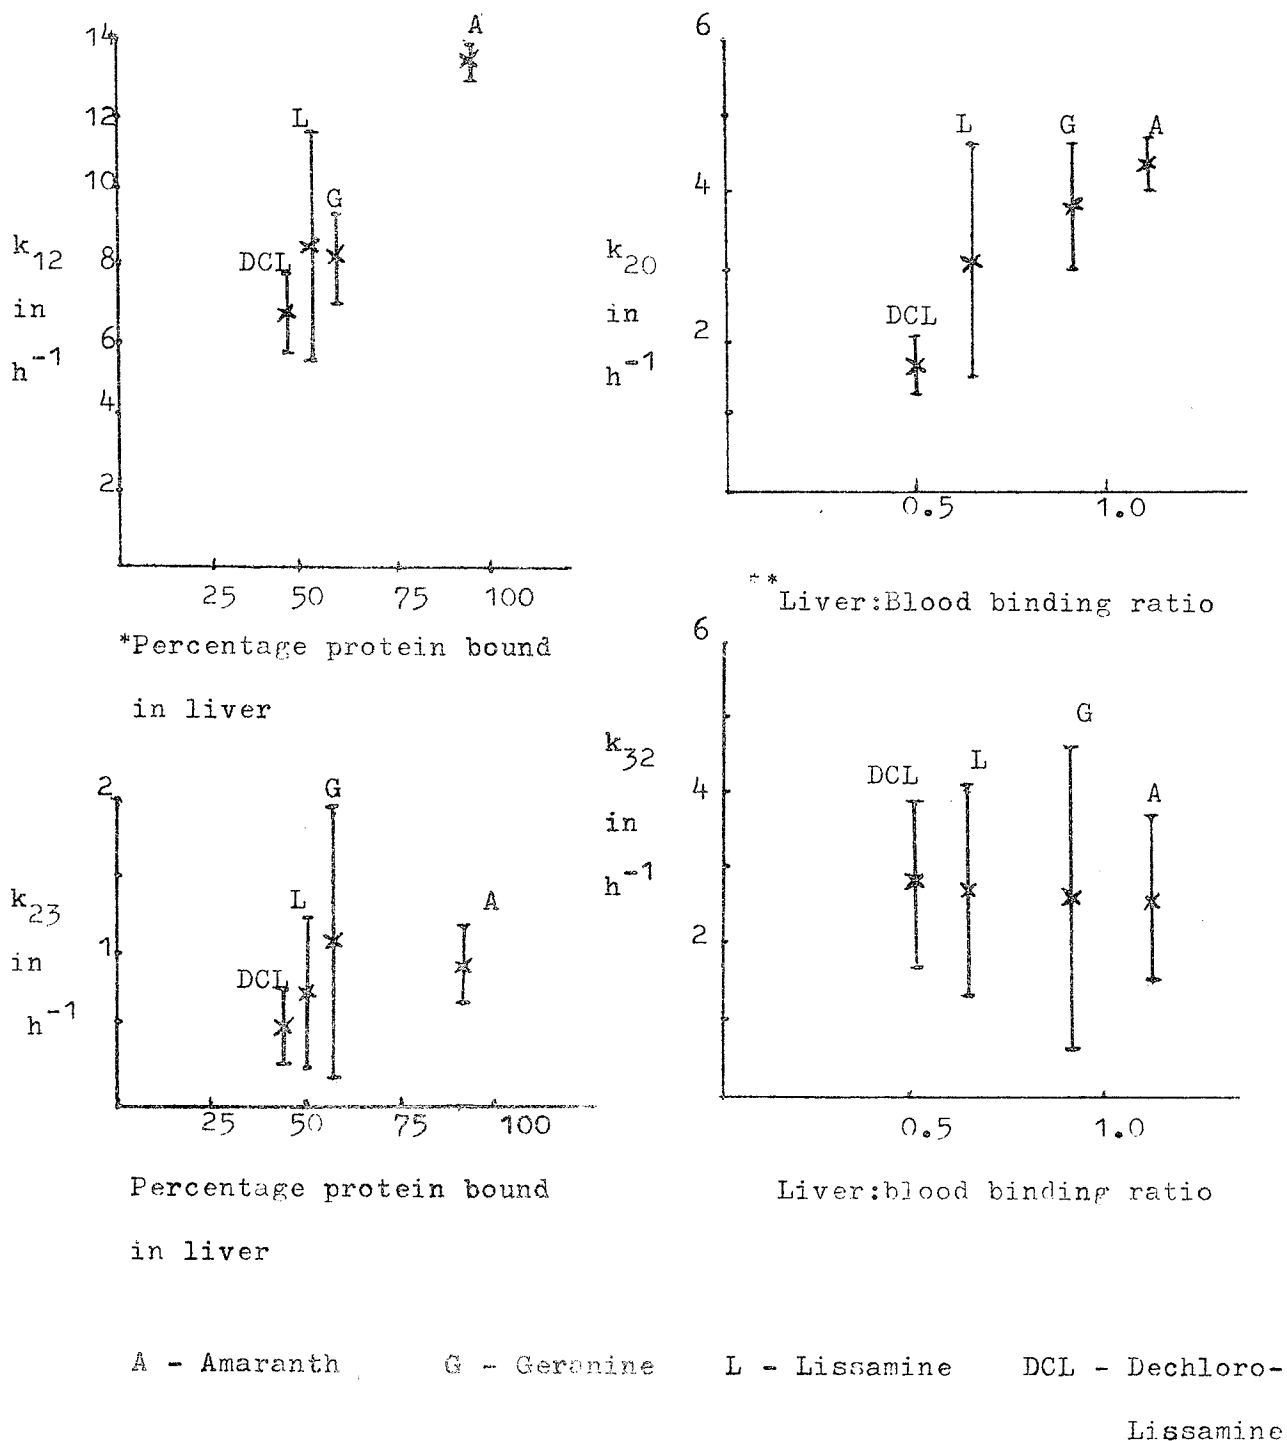 14
12
10
8
6
4
2
k12
in
h-1
A
L
G
DCL
25 50 75 100
*Percentage protein bound
in liver
6
4
2
k20
in
h-1
L
G
A
DCL
0.5 1.0
**Liver:Blood binding ratio
2
1
k23
in
h-1
G
L
A
DCL
25 50 75 100
Percentage protein bound
in liver
6
4
2
k32
in
h-1
G
L
DCL
A
0.5 1.0
Liver:blood binding ratio
A - Amaranth G - Geronine L - Lissamine DCL - Dechloro-
Lissamine